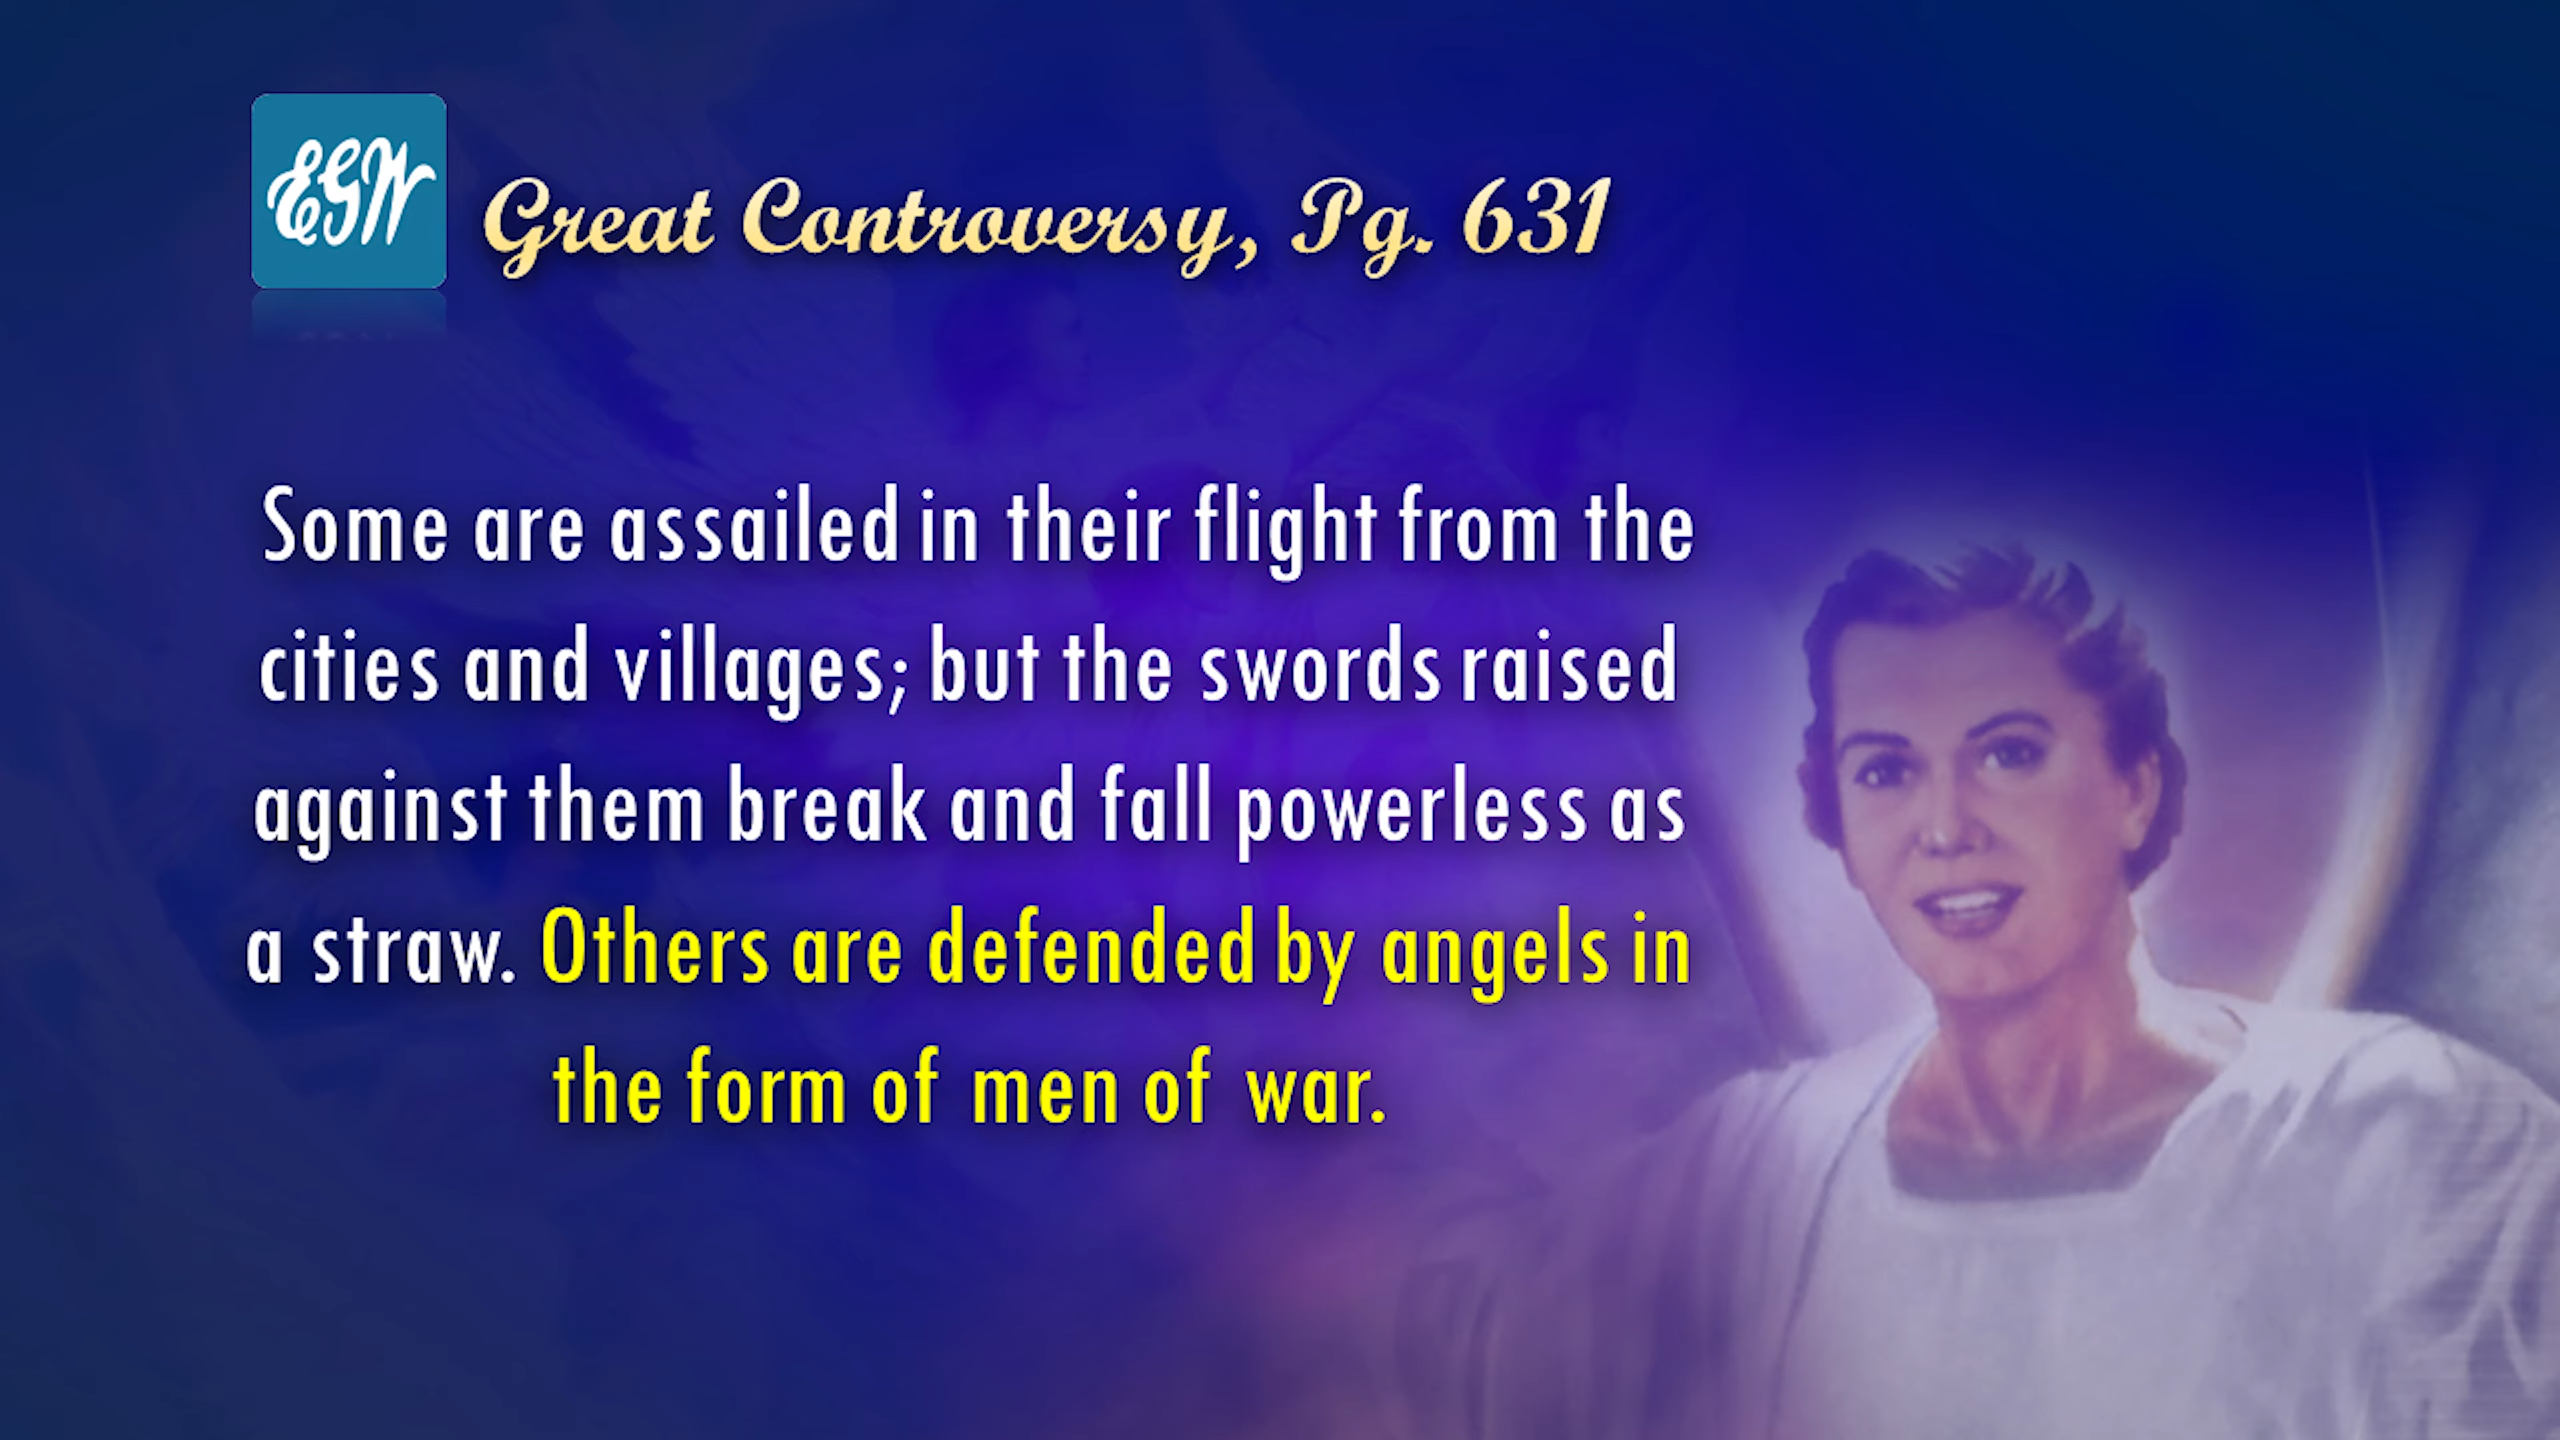 EGW
Great Controversy, Pg. 631
Some are assailed in their flight from the
cities and villages; but the swords raised
against them break and fall powerless as
a straw. Others are defended by angels in
the form of men of war.